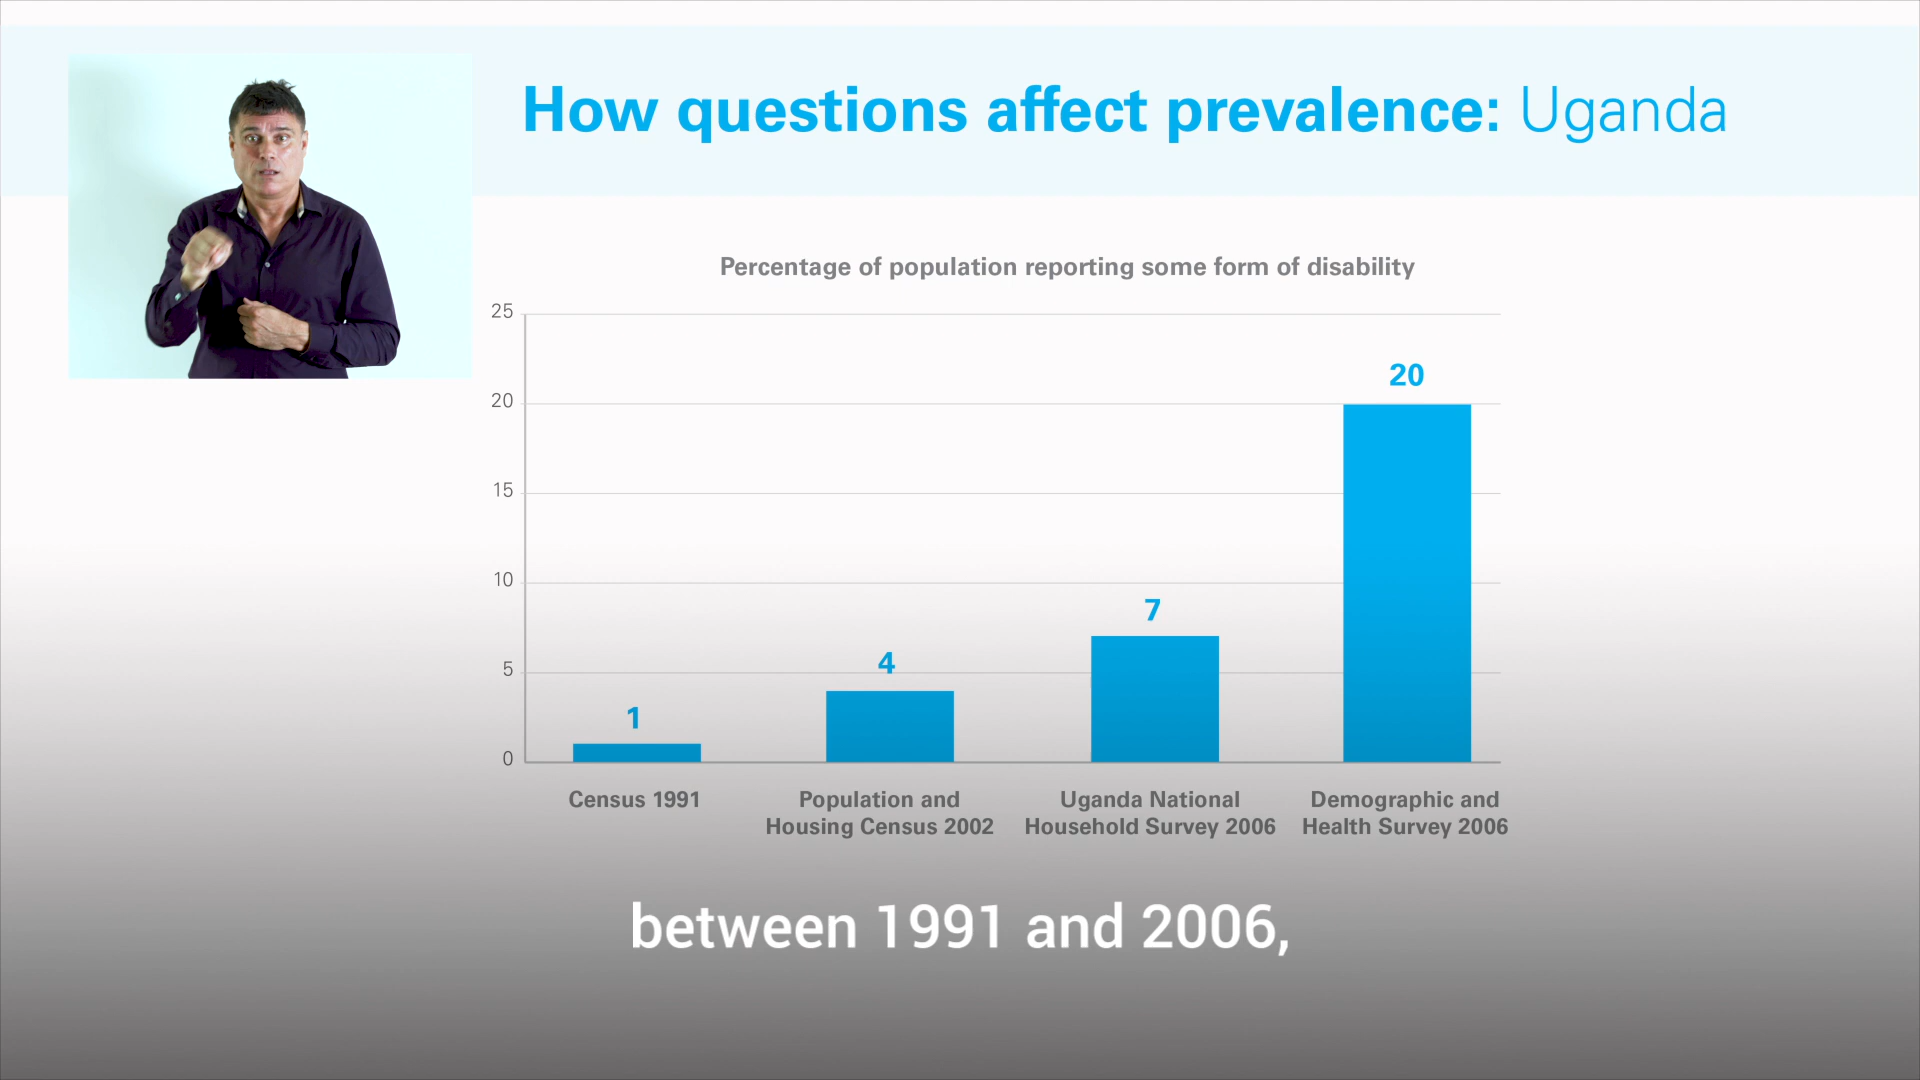 How questions affect prevalence: Uganda
Percentage of population reporting some form of disability
25
20
15
10
5
0
1
4
7
20
Census 1991
Population and
Housing Census 2002
Uganda National
Household Survey 2006
Demographic and
Health Survey 2006
between 1991 and 2006,